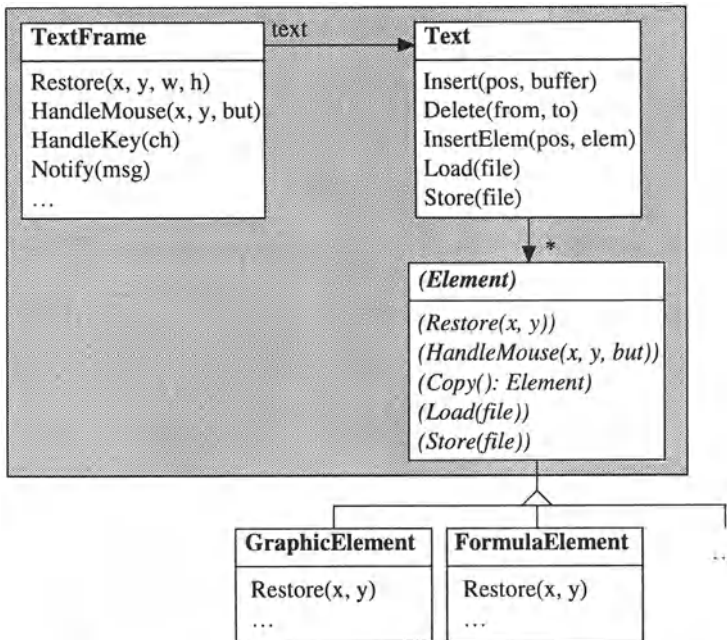 TextFrame
Restore(x, y, w, h)
HandleMouse(x, y, but)
HandleKey(ch)
Notify(msg)
...
text
Text
Insert(pos, buffer)
Delete(from, to)
InsertElem(pos, elem)
Load(file)
Store(file)
*
(Element)
(Restore(x, y))
(HandleMouse(x, y, but))
(Copy(): Element)
(Load(file))
(Store(file))
GraphicElement
Restore(x, y)
...
FormulaElement
Restore(x, y)
...
..